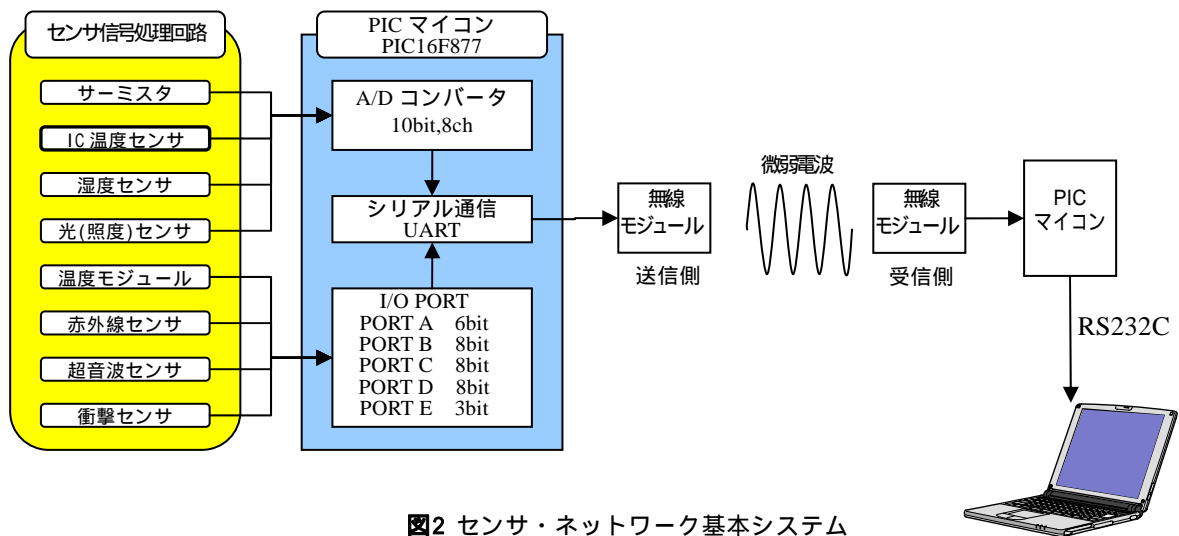 センサ信号処理回路
サーミスタ
IC温度センサ
湿度センサ
光(照度)センサ
温度モジュール
赤外線センサ
超音波センサ
衝撃センサ
PIC マイコン
PIC16F877
A/D コンバータ
10bit,8ch
シリアル通信
UART
I/O PORT
PORT A 6bit
PORT B 8bit
PORT C 8bit
PORT D 8bit
PORT E 3bit
無線
モジュール
送信側
微弱電波
無線
モジュール
受信側
PIC
マイコン
RS232C
図2 センサ・ネットワーク基本システム